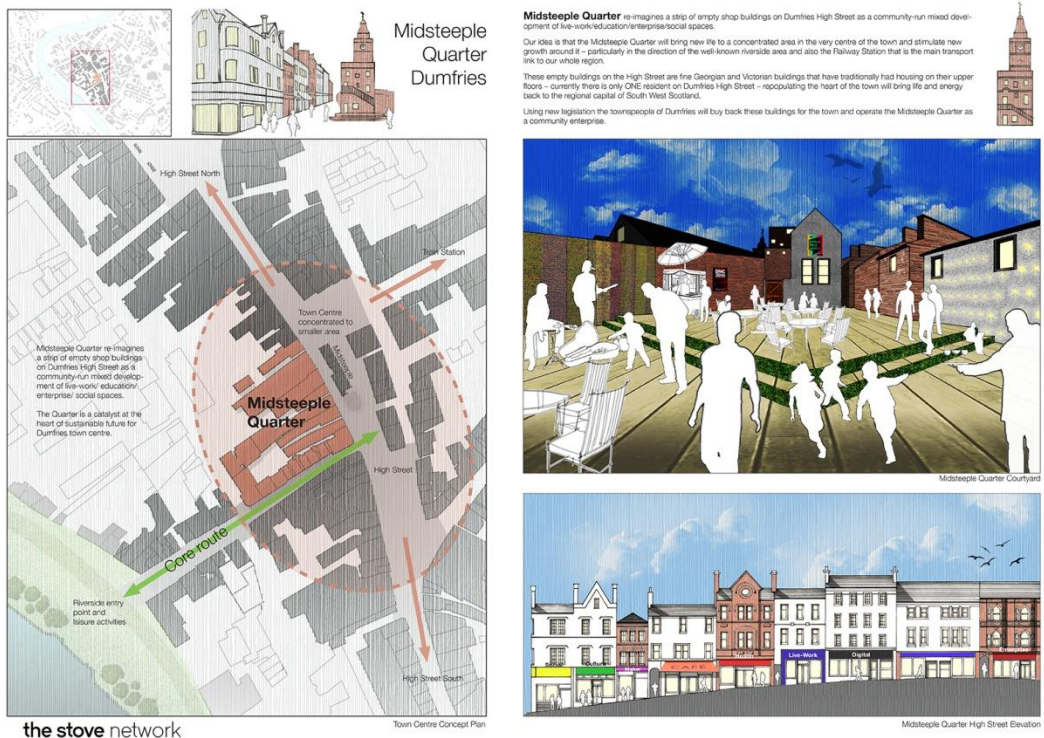 Midsteeple
Quarter
Dumfries
High Street North
Train Station
Town Centre
concentrated to
smaller area
Midsteeple
Midsteeple Quarter re-imagines
a strip of empty shop buildings
on Dumfries High Street as a
community-run mixed develop-
ment of live-work/ education/
enterprise/ social spaces.
The Quarter is a catalyst at the
heart of sustainable future for
Dumfries town centre.
Midsteeple
Quarter
High Street
Core route
Riverside entry
point and
lsisure activities
High Street South
the stove network
Town Centre Concept Plan
Midsteeple Quarter re-imagines a strip of empty shop buildings on Dumfries High Street as a community-run mixed devel-
opment of live-work/education/enterprise/social spaces.
Our idea is that the Midsteeple Quarter will bring new life to a concentrated area in the very centre of the town and stimulate new
growth around it – particularly in the direction of the well-known riverside area and also the Railway Station that is the main transport
link to our whole region.
These empty buildings on the High Street are fine Georgian and Victorian buildings that have traditionally had housing on their upper
floors – currently there is only ONE resident on Dumfries High Street – repopulating the heart of the town will bring life and energy
back to the regional capital of South West Scotland.
Using new legislation the townspeople of Dumfries will buy back these buildings for the town and operate the Midsteeple Quarter as
a community enterprise.
Midsteeple Quarter Courtyard
CAFE
Live-Work
Digital
Enterprise
Midsteeple Quarter High Street Elevation